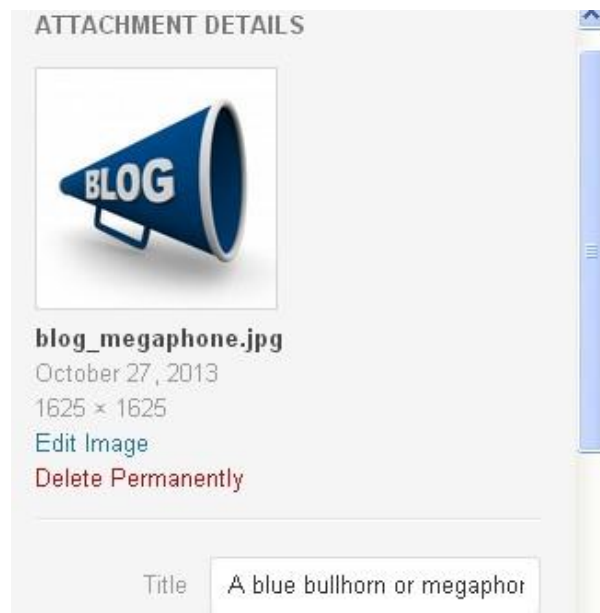 ATTACHMENT DETAILS
BLOG
blog_megaphone.jpg
October 27, 2013
1625 × 1625
Edit Image
Delete Permanently
Title A blue bullhorn or megaphor